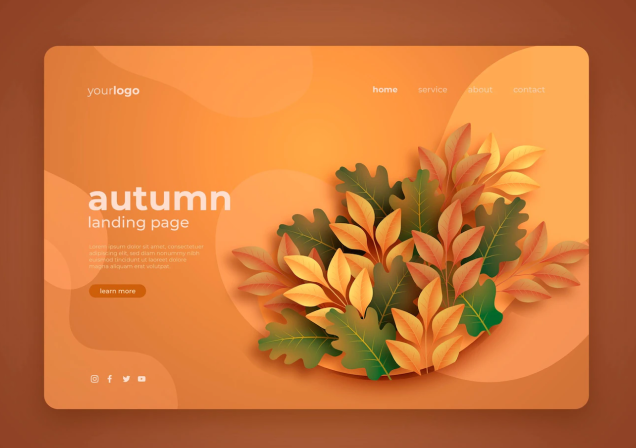 yourlogo
home service about contact
autumn
landing page
lorem ipsum dolor sit amet, consectetuer
adipiscing elit, sed diam nonummy nibh
euismod tincidunt ut laoreet dolore
magna aliquam erat volutpat.
learn more